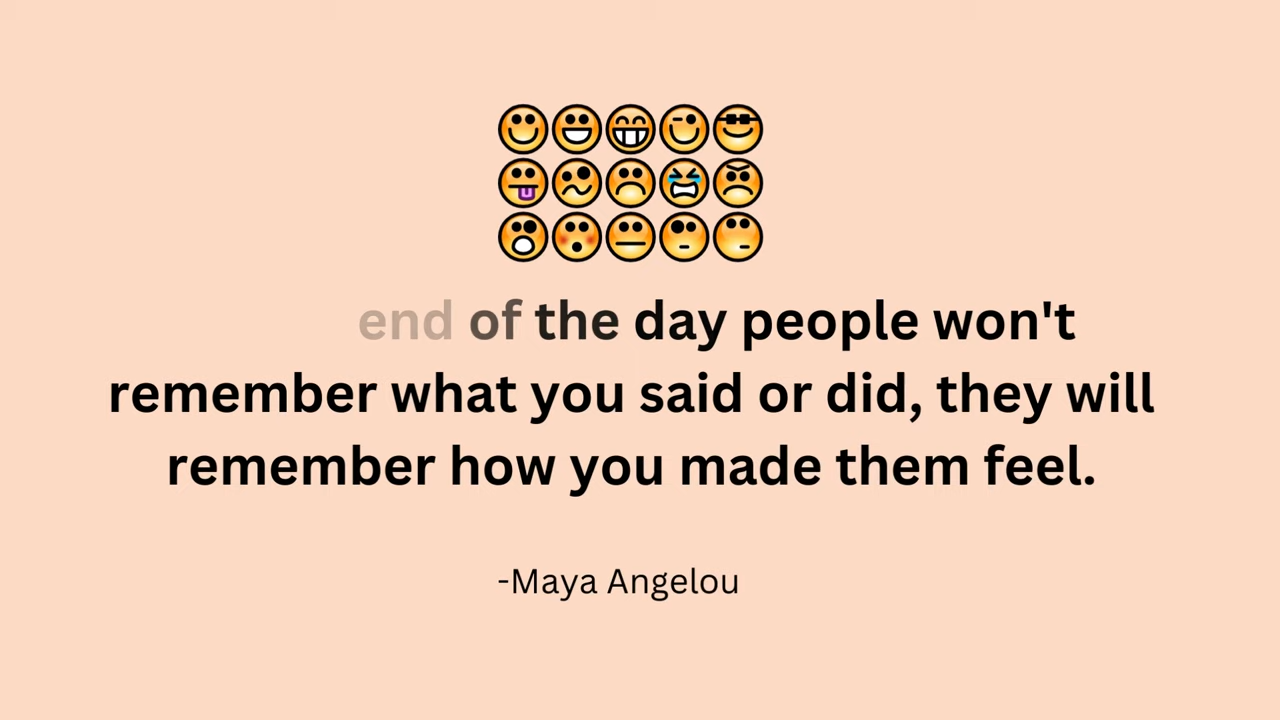 end of the day people won't
remember what you said or did, they will
remember how you made them feel.
-Maya Angelou